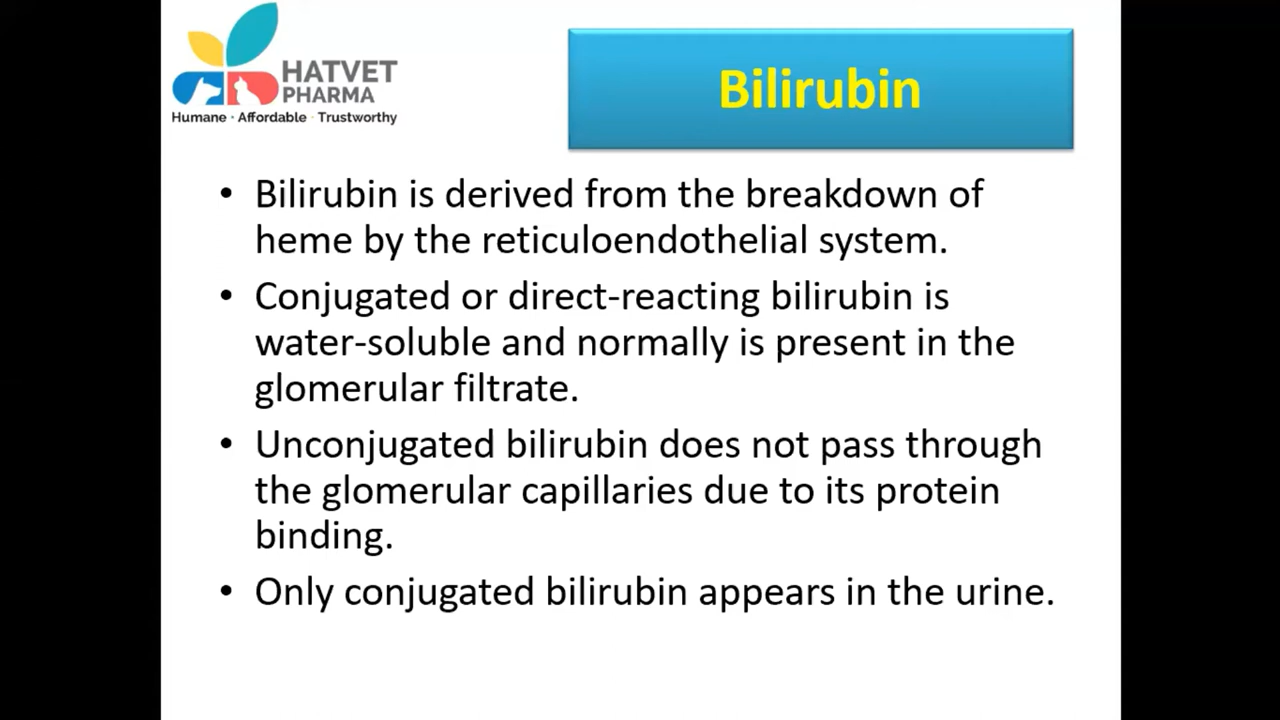 HATVET
PHARMA
Humane · Affordable · Trustworthy
Bilirubin
• Bilirubin is derived from the breakdown of
heme by the reticuloendothelial system.
• Conjugated or direct-reacting bilirubin is
water-soluble and normally is present in the
glomerular filtrate.
• Unconjugated bilirubin does not pass through
the glomerular capillaries due to its protein
binding.
• Only conjugated bilirubin appears in the urine.